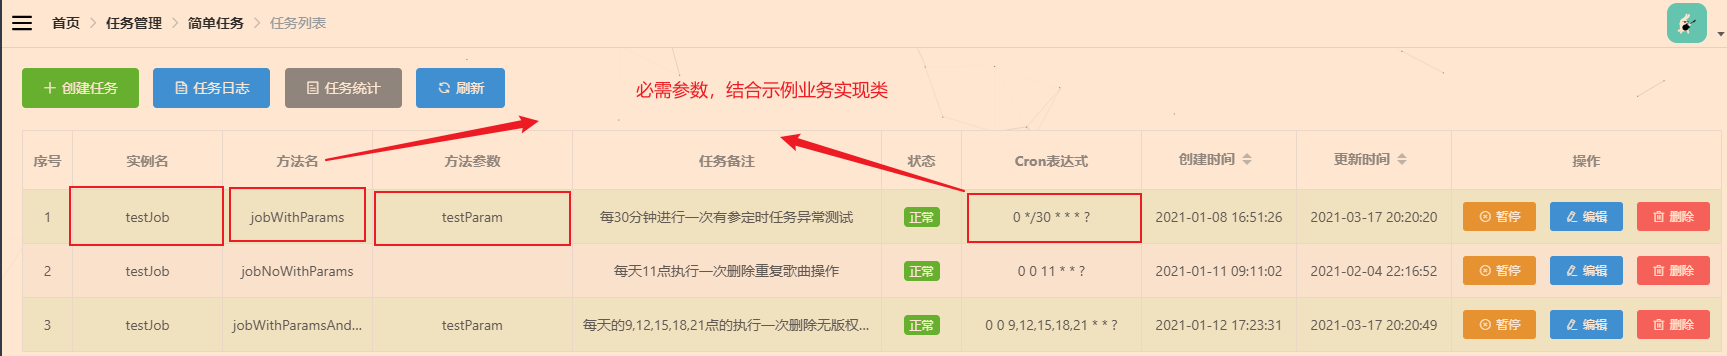 首页 > 任务管理 > 简单任务 > 任务列表
创建任务 任务日志 任务统计 刷新
必需参数，结合示例业务实现类
序号 实例名 方法名 方法参数 任务备注 状态 Cron表达式 创建时间 更新时间 操作
1 testJob jobWithParams testParam 每30分钟进行一次有参定时任务异常测试 正常 0 */30 * * * ? 2021-01-08 16:51:26 2021-03-17 20:20:20 暂停 编辑 删除
2 testJob jobNoWithParams 每天11点执行一次删除重复歌曲操作 正常 0 0 11 * * ? 2021-01-11 09:11:02 2021-02-04 22:16:52 暂停 编辑 删除
3 testJob jobWithParamsAnd... testParam 每天的9,12,15,18,21点的执行一次删除无版权... 正常 0 0 9,12,15,18,21 * * ? 2021-01-12 17:23:31 2021-03-17 20:20:49 暂停 编辑 删除